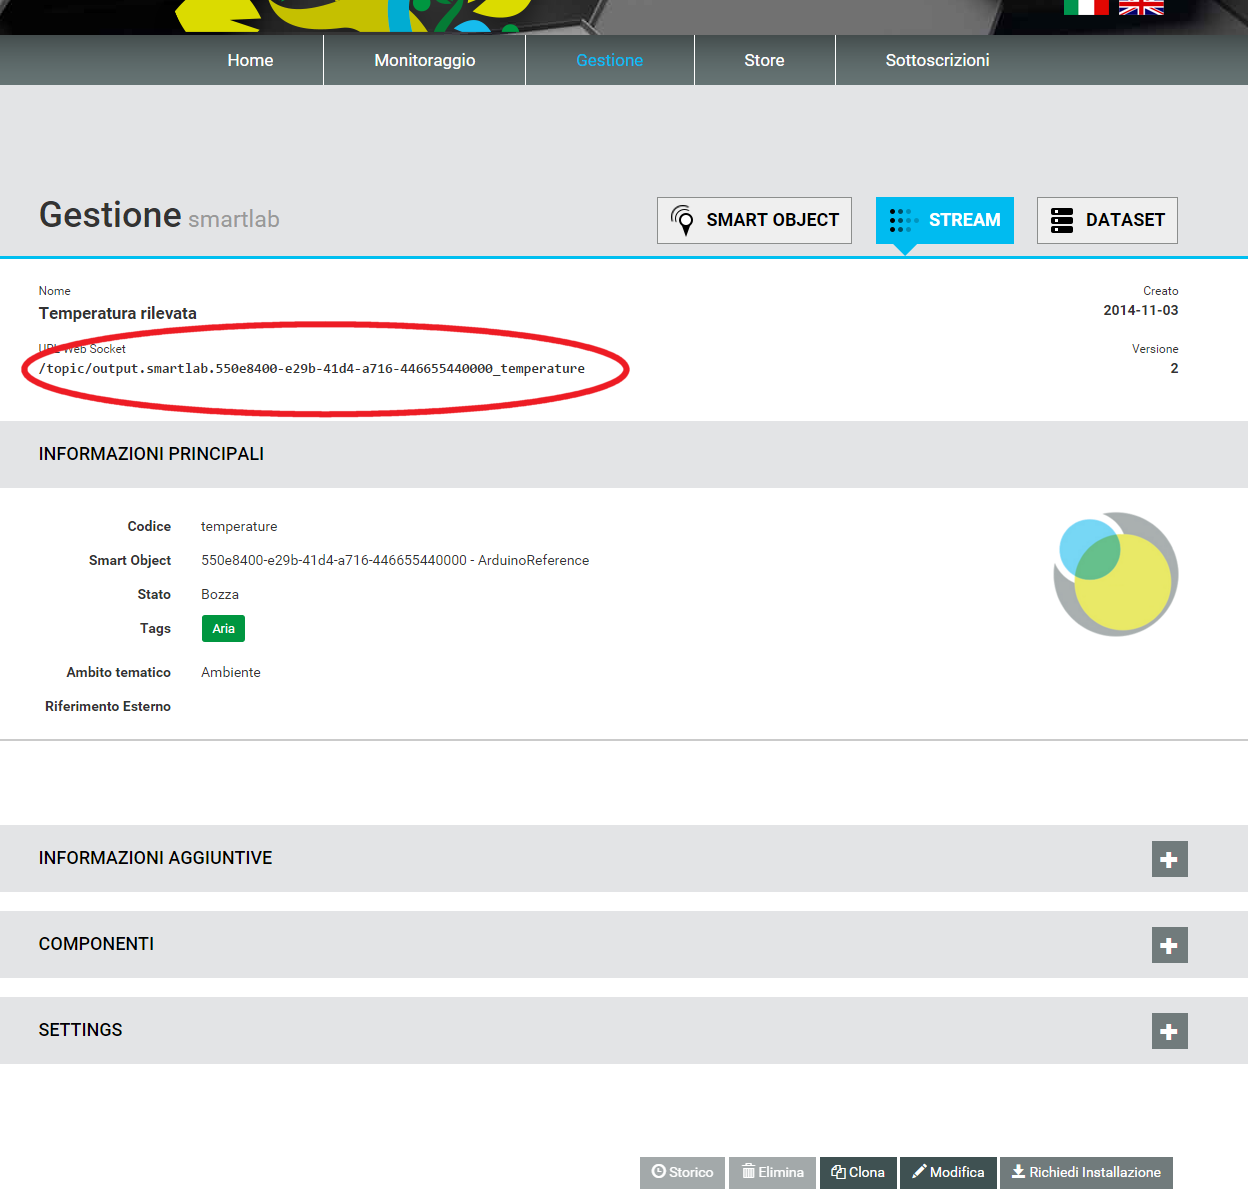 Home Monitoraggio Gestione Store Sottoscrizioni
Gestione smartlab
SMART OBJECT STREAM DATASET
Nome
Temperatura rilevata
Creato
2014-11-03
URL Web Socket
/topic/output.smartlab.550e8400-e29b-41d4-a716-446655440000_temperature
Versione
2
INFORMAZIONI PRINCIPALI
Codice temperature
Smart Object 550e8400-e29b-41d4-a716-446655440000 - ArduinoReference
Stato Bozza
Tags Aria
Ambito tematico Ambiente
Riferimento Esterno
INFORMAZIONI AGGIUNTIVE
COMPONENTI
SETTINGS
Storico Elimina Clona Modifica Richiedi Installazione